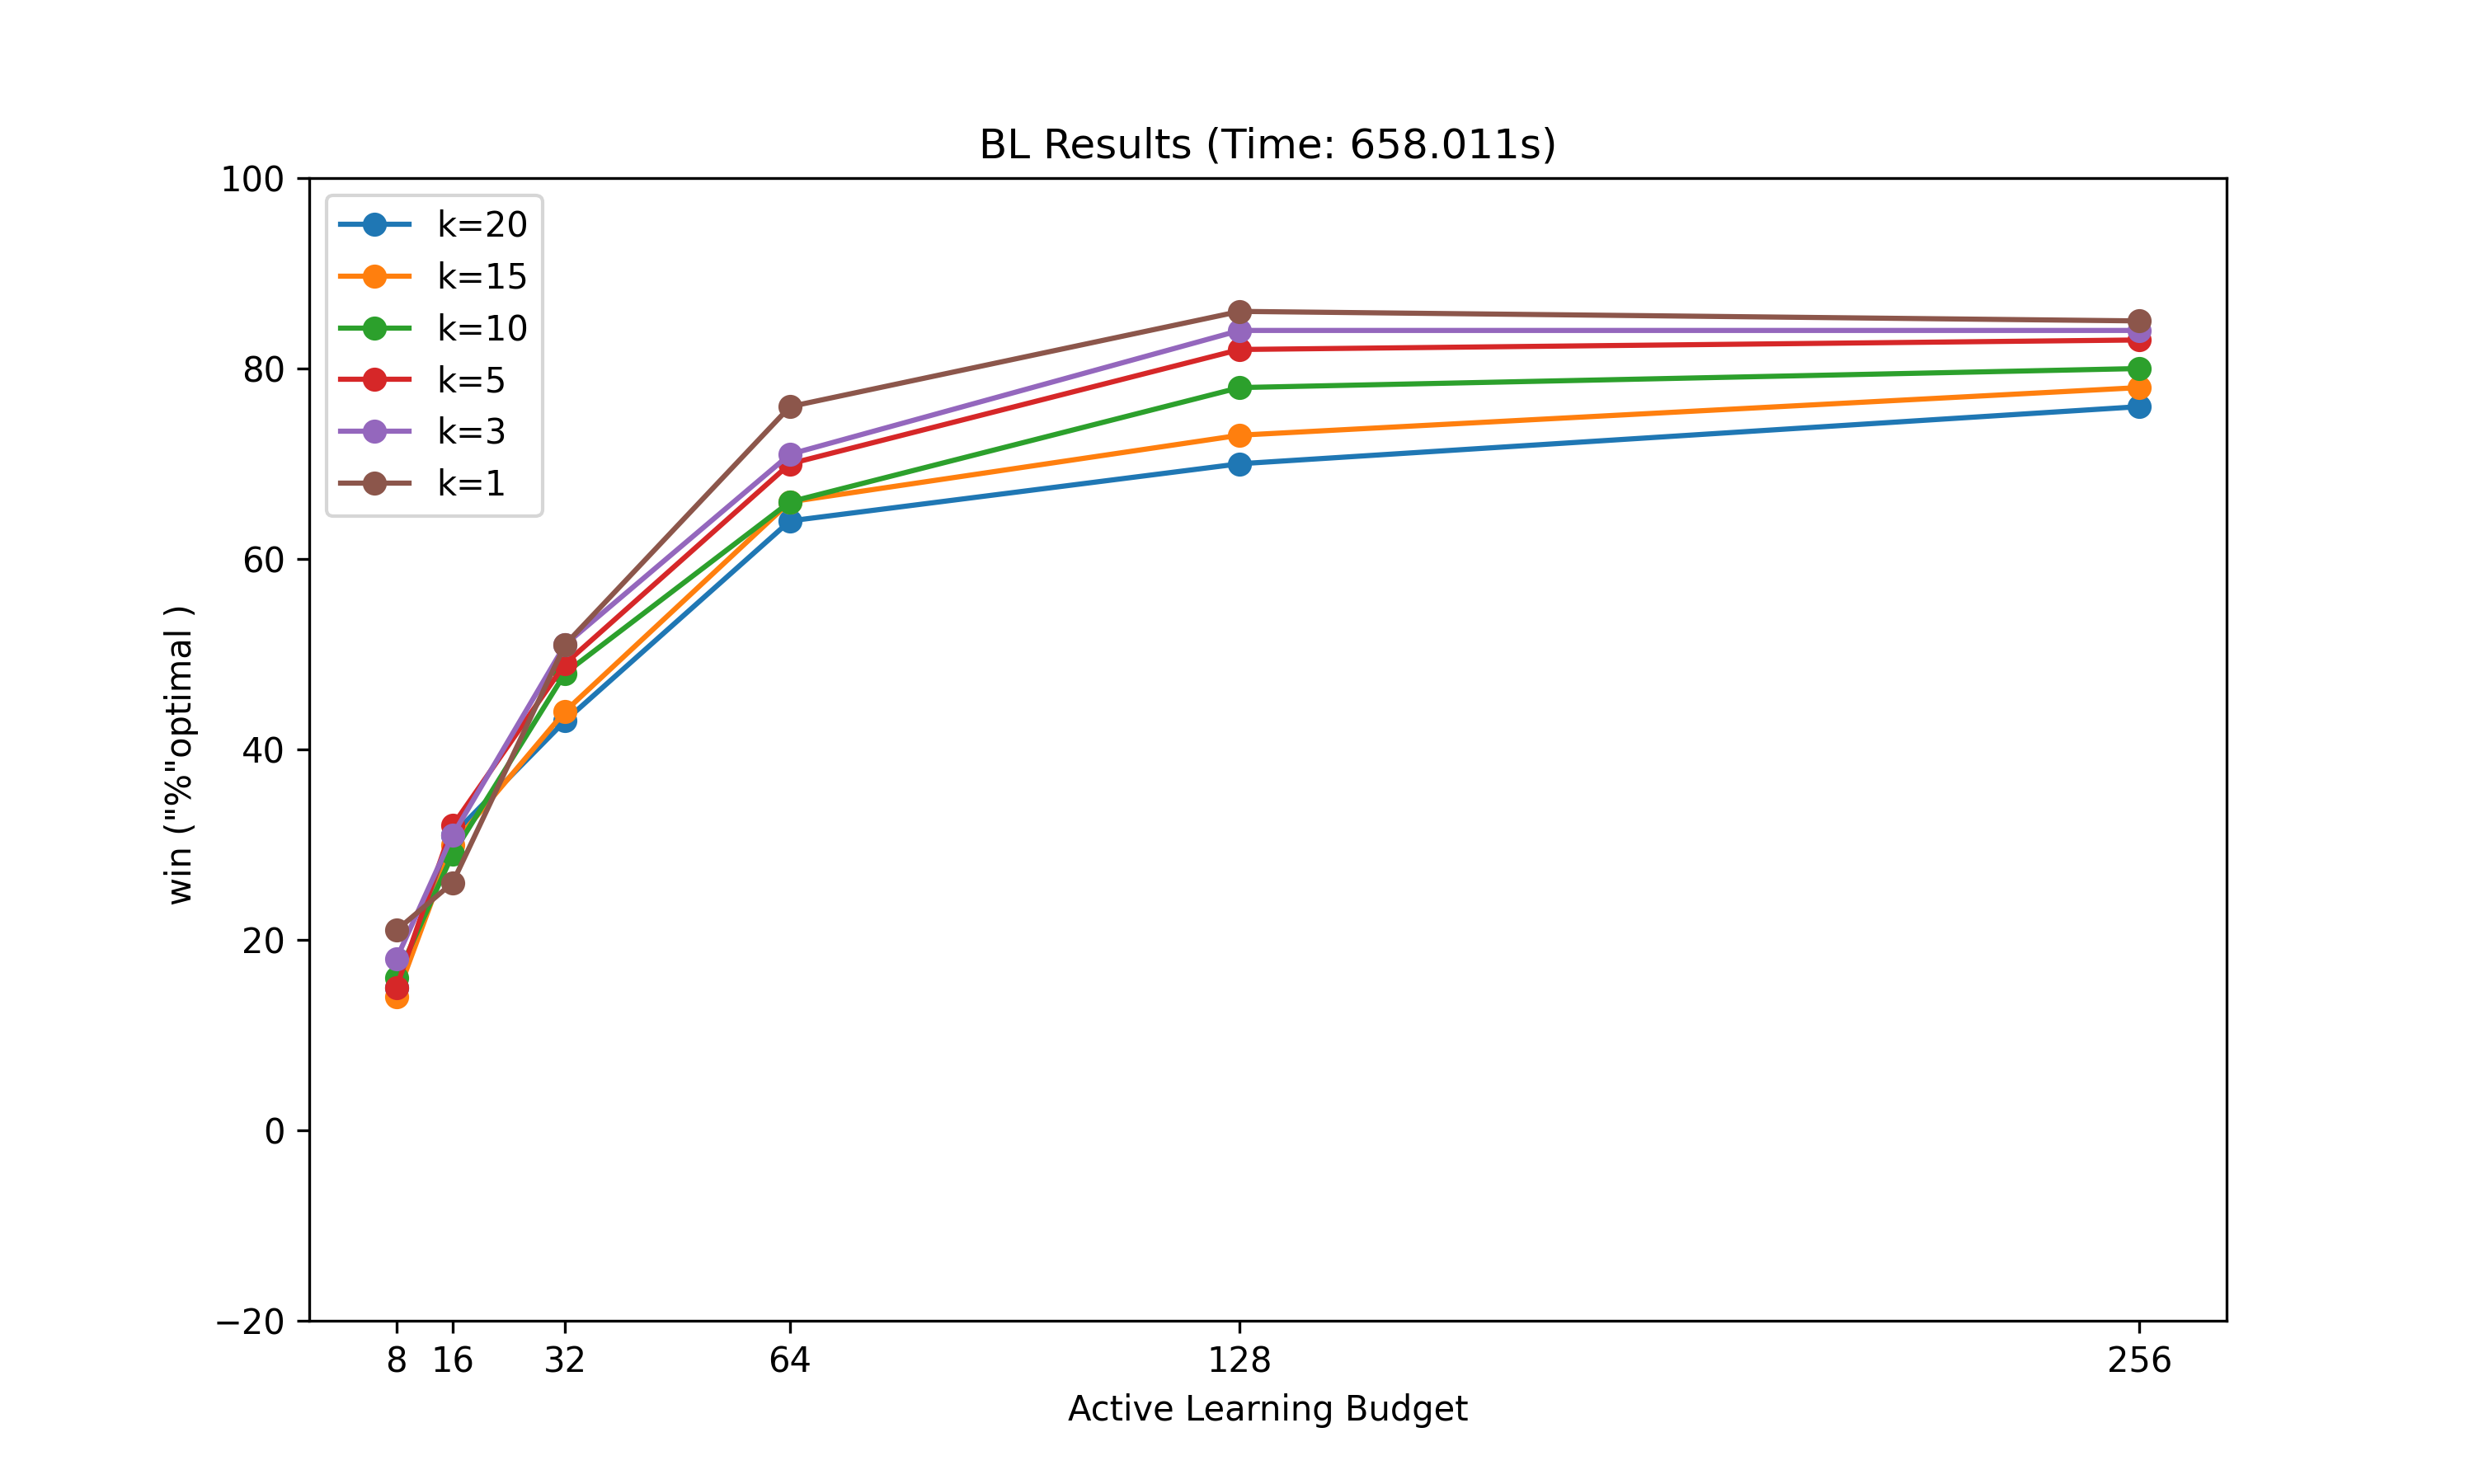 BL Results (Time: 658.011s)
100
80
60
40
20
0
−20
win ("%"optimal )
k=20
k=15
k=10
k=5
k=3
k=1
8 16 32 64 128 256
Active Learning Budget